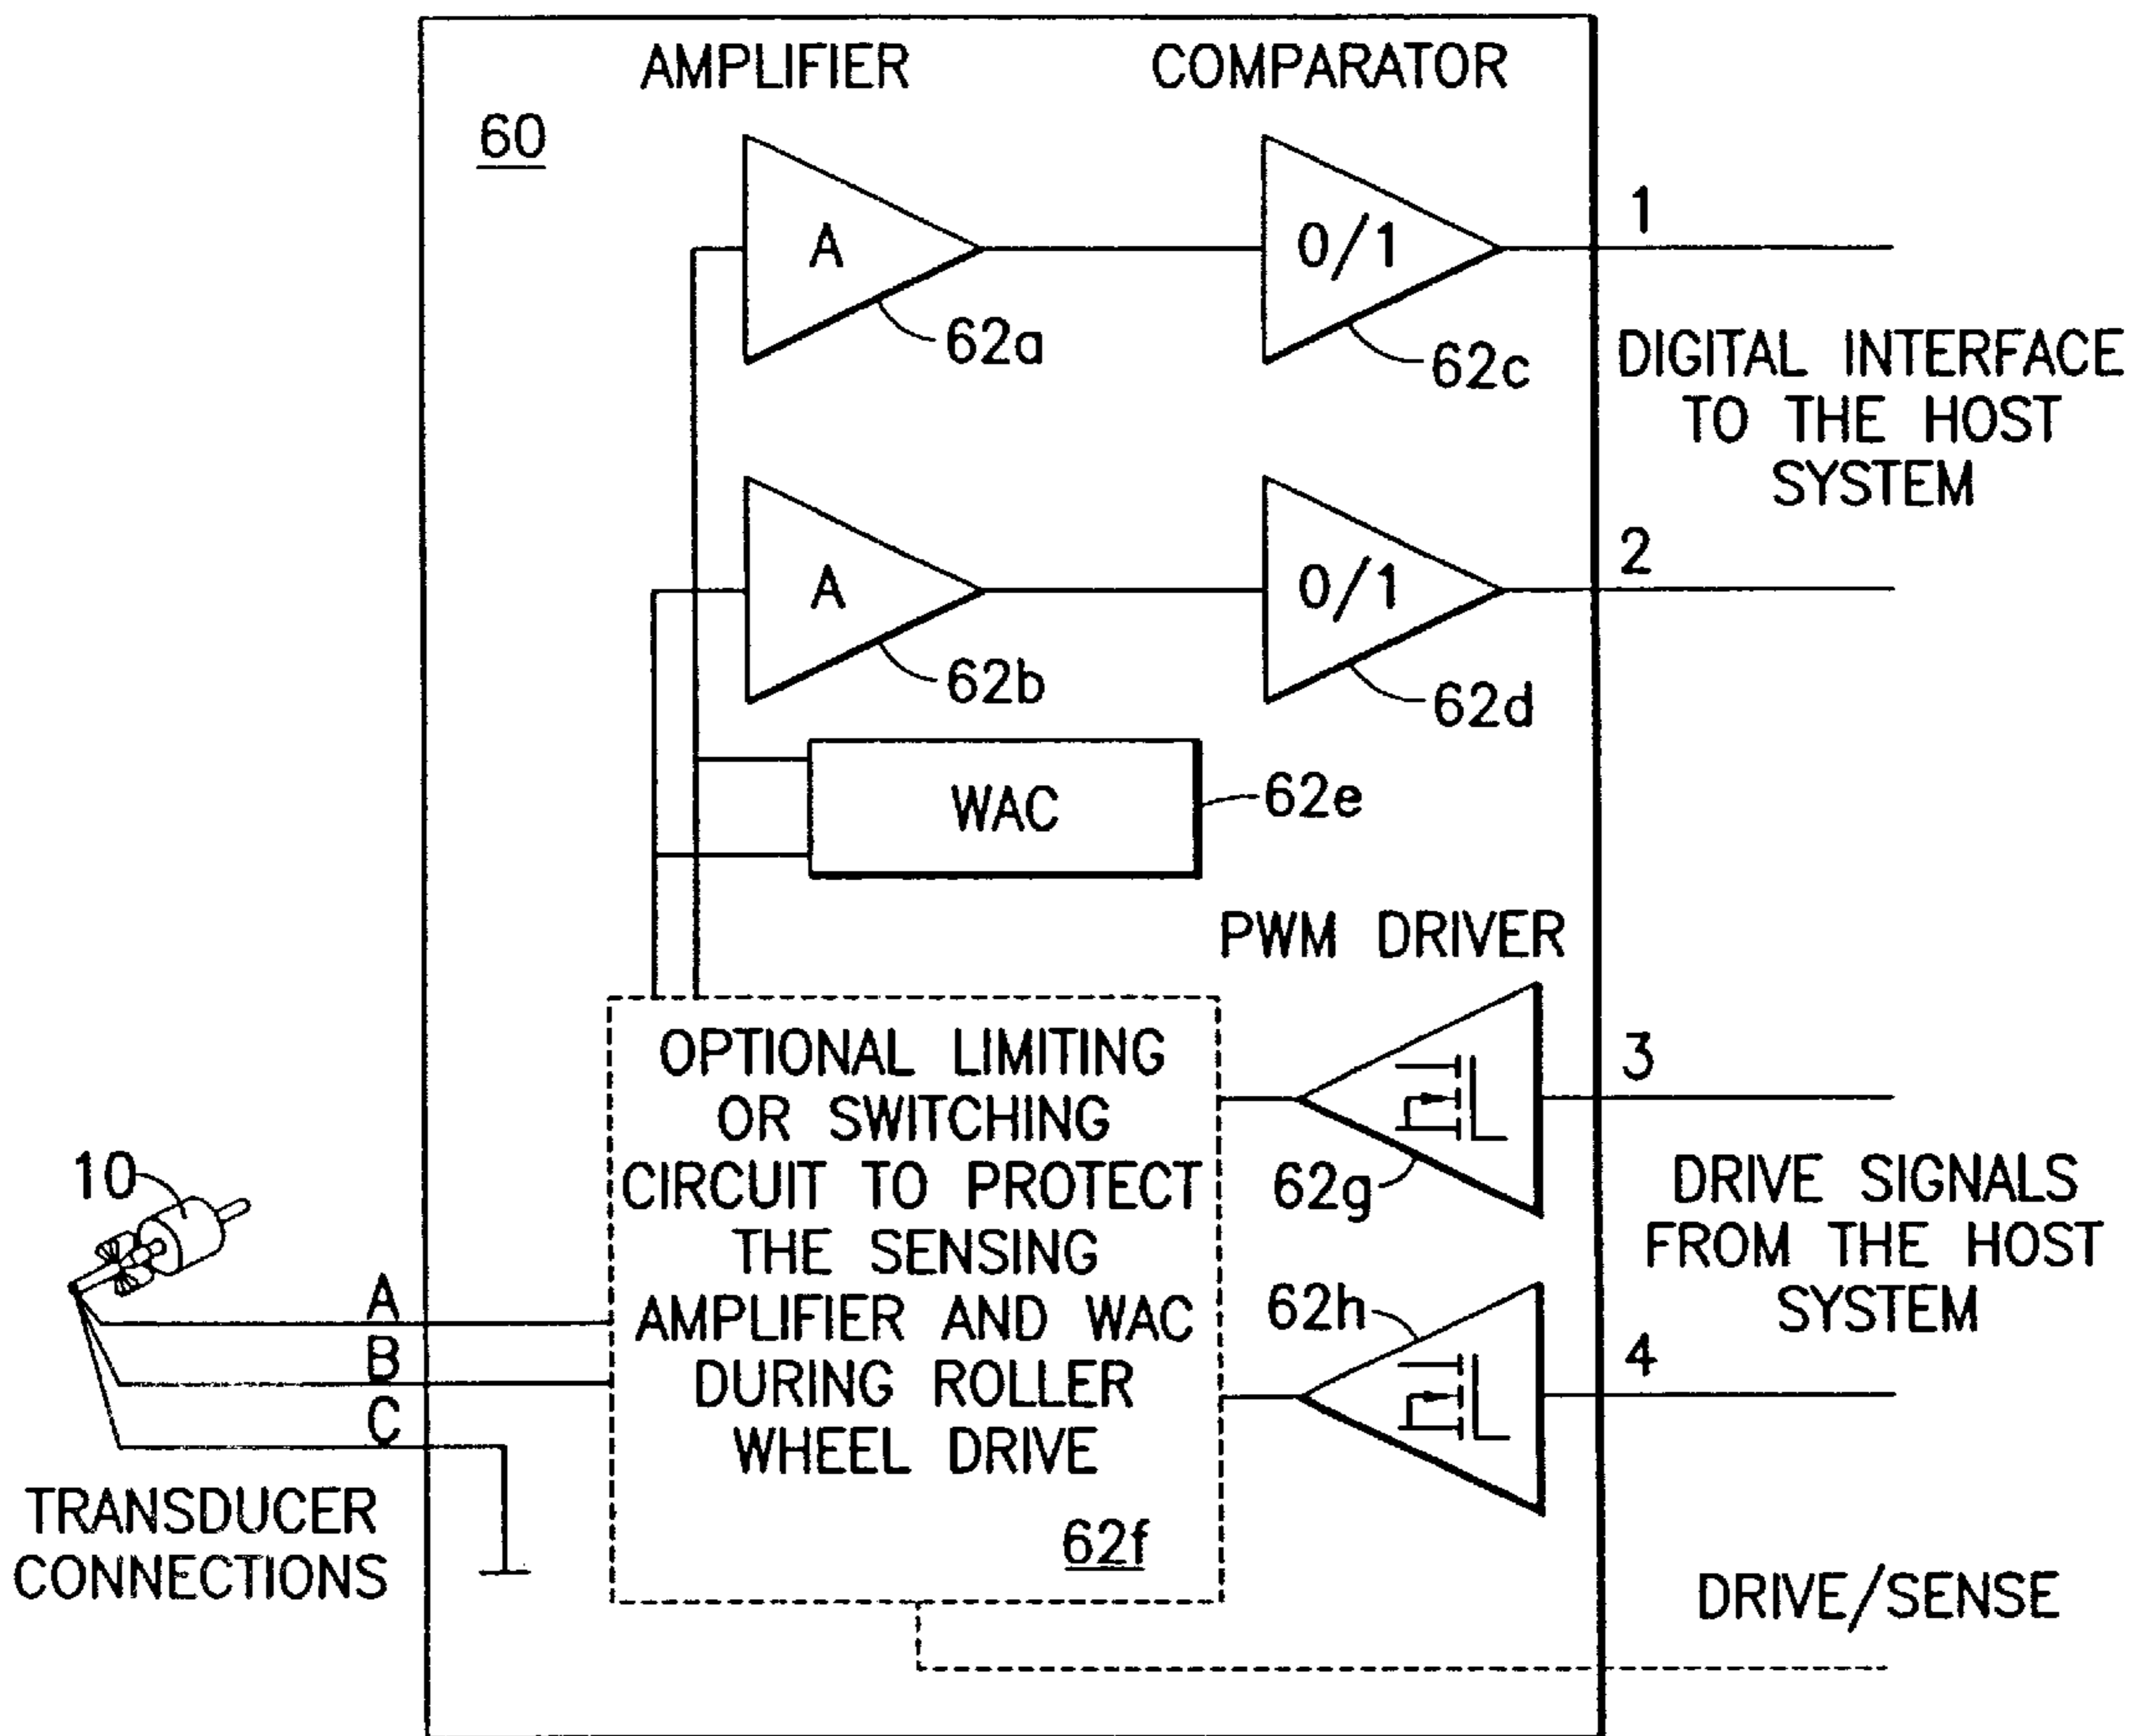 AMPLIFIER
COMPARATOR
60
A
62a
0/1
62c
1
DIGITAL INTERFACE
TO THE HOST
SYSTEM
A
62b
0/1
62d
2
WAC
62e
PWM DRIVER
OPTIONAL LIMITING
OR SWITCHING
CIRCUIT TO PROTECT
THE SENSING
AMPLIFIER AND WAC
DURING ROLLER
WHEEL DRIVE
62f
62g
3
DRIVE SIGNALS
FROM THE HOST
SYSTEM
62h
4
10
A
B
C
TRANSDUCER
CONNECTIONS
DRIVE/SENSE